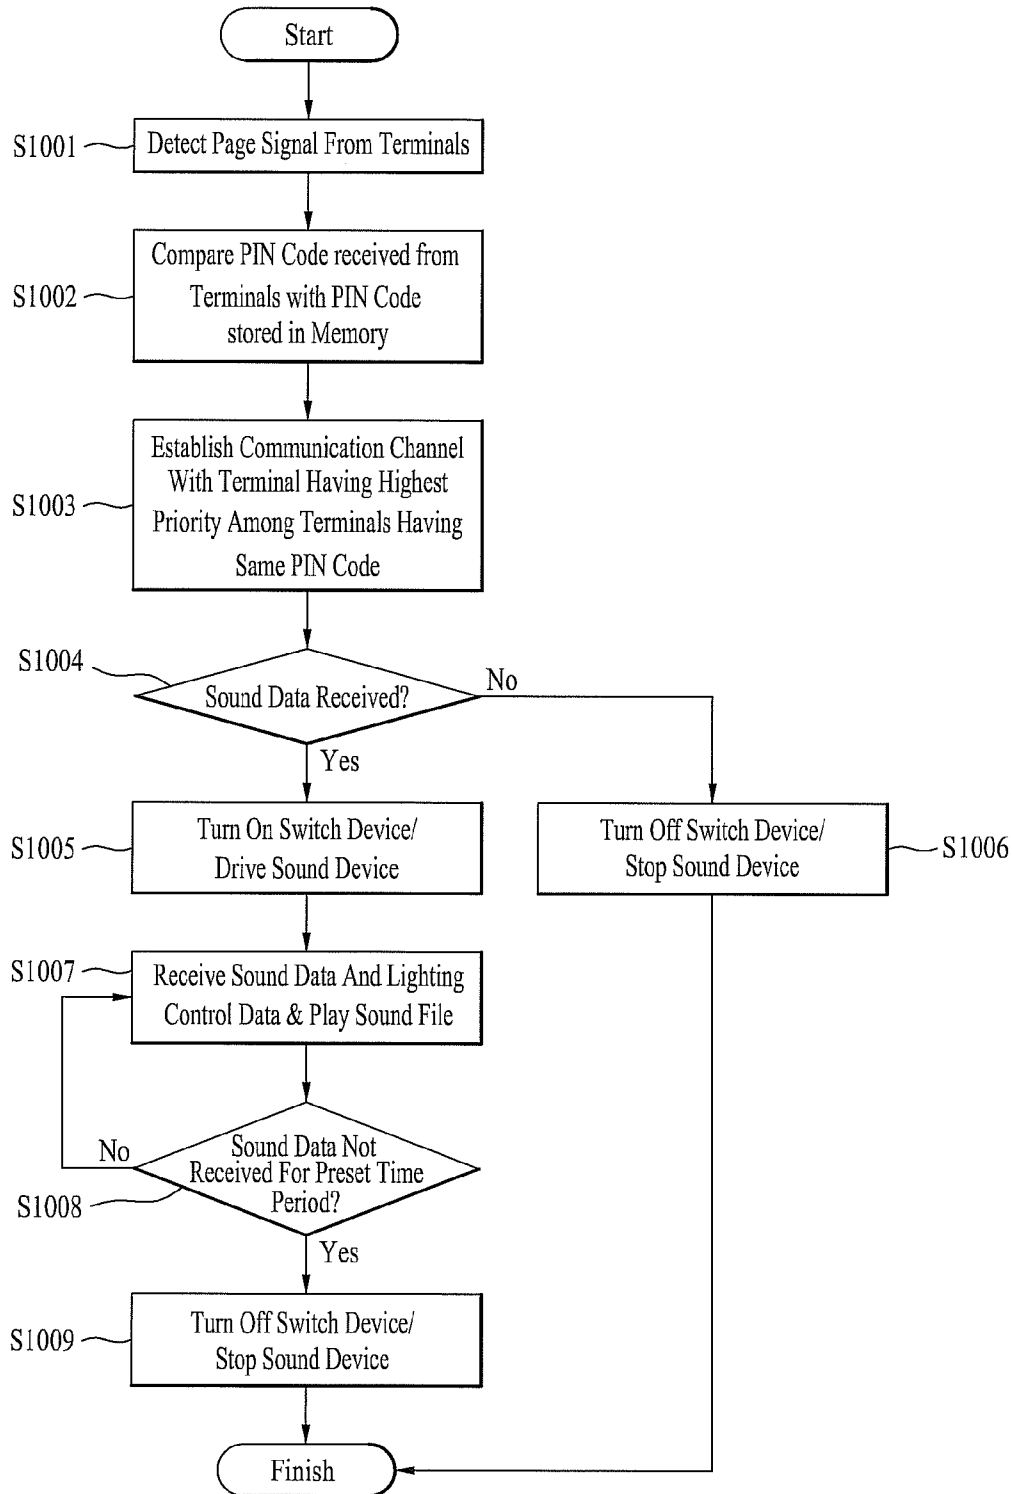 Start
S1001
Detect Page Signal From Terminals
S1002
Compare PIN Code received from
Terminals with PIN Code
stored in Memory
S1003
Establish Communication Channel
With Terminal Having Highest
Priority Among Terminals Having
Same PIN Code
S1004
Sound Data Received?
No
Yes
S1005
Turn On Switch Device/
Drive Sound Device
Turn Off Switch Device/
Stop Sound Device
S1006
S1007
Receive Sound Data And Lighting
Control Data & Play Sound File
No
Sound Data Not
Received For Preset Time
Period?
S1008
Yes
S1009
Turn Off Switch Device/
Stop Sound Device
Finish